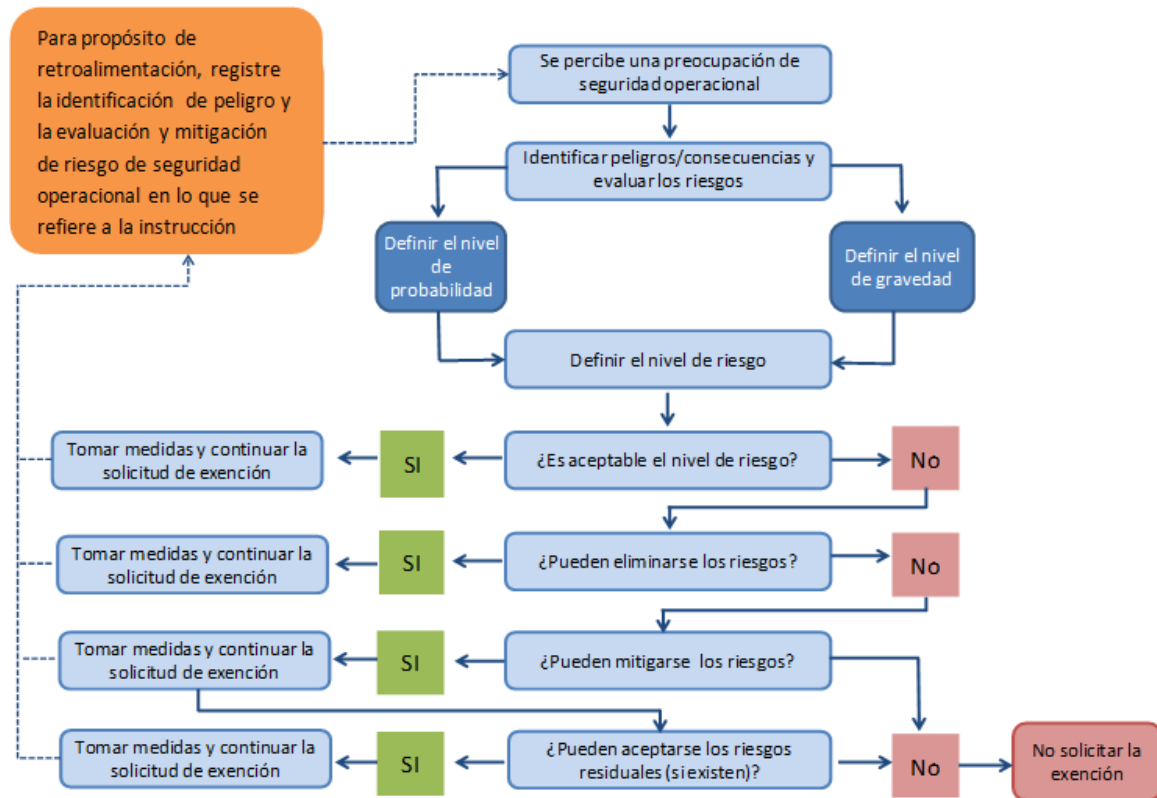 Para propósito de
retroalimentación, registre
la identificación de peligro y
la evaluación y mitigación
de riesgo de seguridad
operacional en lo que se
refiere a la instrucción
Se percibe una preocupación de
seguridad operacional
Identificar peligros/consecuencias y
evaluar los riesgos
Definir el nivel
de
probabilidad
Definir el nivel
de gravedad
Definir el nivel de riesgo
Tomar medidas y continuar la
solicitud de exención
SI
¿Es aceptable el nivel de riesgo?
No
Tomar medidas y continuar la
solicitud de exención
SI
¿Pueden eliminarse los riesgos?
No
Tomar medidas y continuar la
solicitud de exención
SI
¿Pueden mitigarse los riesgos?
Tomar medidas y continuar la
solicitud de exención
SI
¿Pueden aceptarse los riesgos
residuales (si existen)?
No
No solicitar la
exención